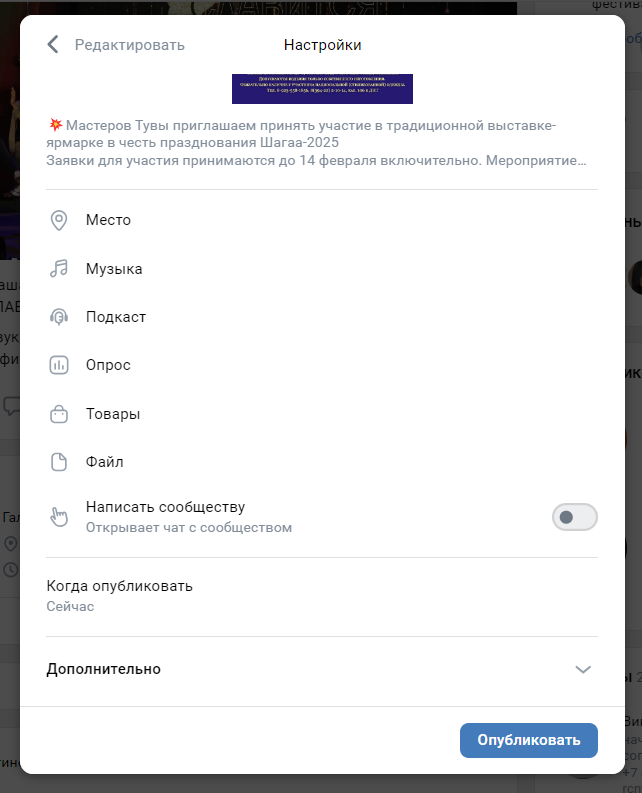 Редактировать
Настройки
💥Мастеров Тувы приглашаем принять участие в традиционной выставке-
ярмарке в честь празднования Шагаа-2025
Заявки для участия принимаются до 14 февраля включительно. Мероприятие…
Место
Музыка
Подкаст
Опрос
Товары
Файл
Написать сообществу
Открывает чат с сообществом
Когда опубликовать
Сейчас
Дополнительно
Опубликовать